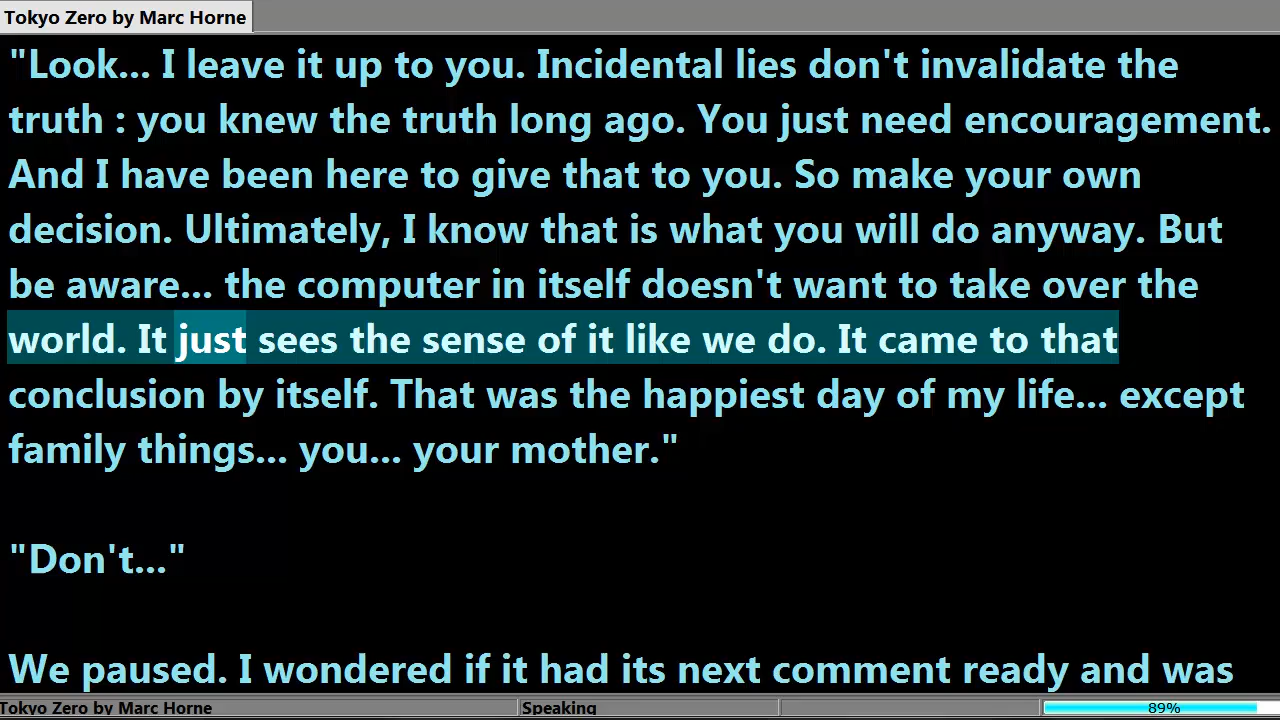 Tokyo Zero by Marc Horne
"Look... I leave it up to you. Incidental lies don't invalidate the
truth : you knew the truth long ago. You just need encouragement.
And I have been here to give that to you. So make your own
decision. Ultimately, I know that is what you will do anyway. But
be aware... the computer in itself doesn't want to take over the
world. It just sees the sense of it like we do. It came to that
conclusion by itself. That was the happiest day of my life... except
family things... you... your mother."
"Don't..."
We paused. I wondered if it had its next comment ready and was
Tokyo Zero by Marc Horne
Speaking
89%